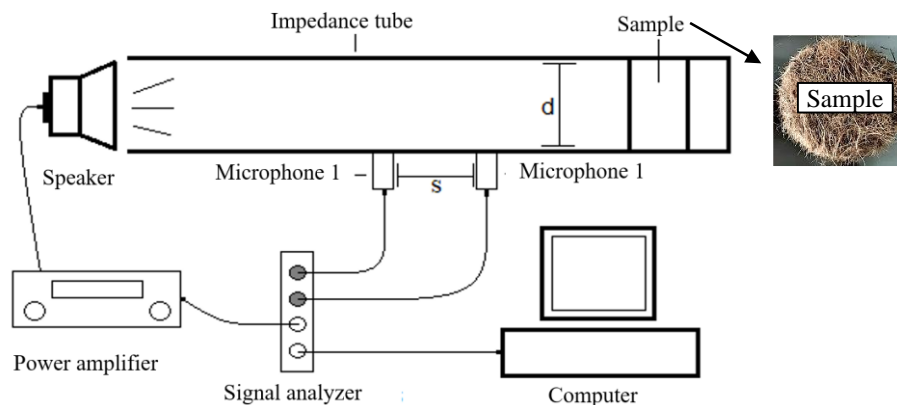 Impedance tube
Sample
Sample
d
Speaker
Microphone 1
s
Microphone 1
Power amplifier
Signal analyzer
Computer